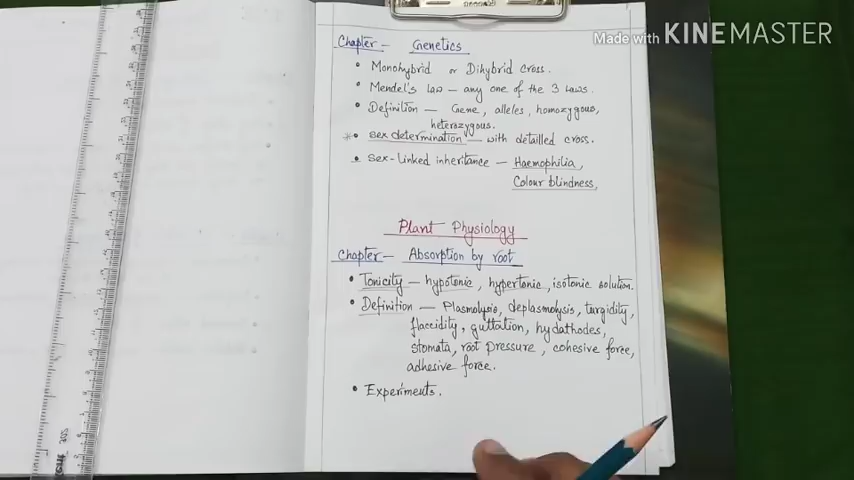 Made with KINEMASTER
Chapter - Genetics
• Monohybrid or Dihybrid cross.
• Mendel's Law - any one of the 3 Laws.
• Definition - Gene, alleles, homozygous,
heterozygous.
* • Sex determination - with detailled cross.
• Sex-linked inheritance - Haemophilia,
Colour blindness,
Plant Physiology
Chapter - Absorption by root
• Tonicity - hypotonic, hypertonic, isotonic solution.
• Definition - Plasmolysis, deplasmolysis, turgidity,
flaccidity, guttation, hydathodes,
stomata, root pressure, cohesive force,
adhesive force.
• Experiments.